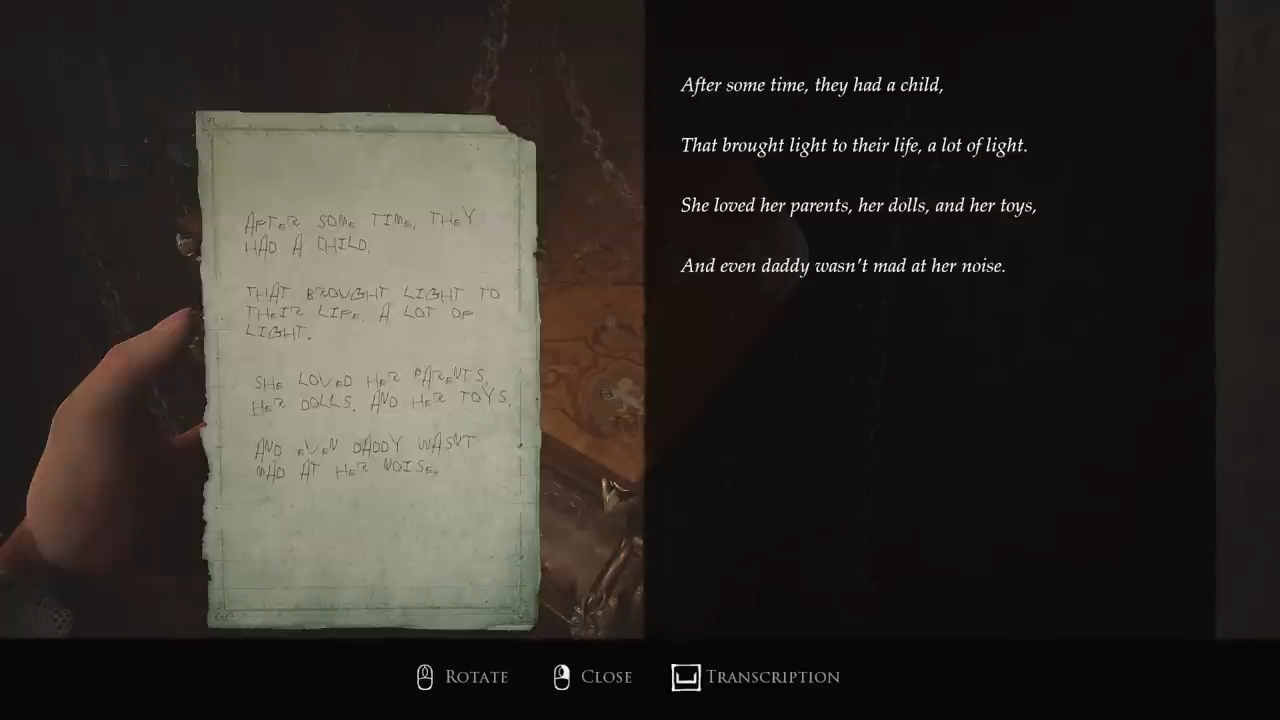 AFTER SOME TIME, THEY
HAD A CHILD,
THAT BROUGHT LIGHT TO
THEIR LIFE, A LOT OF
LIGHT.
SHE LOVED HER PARENTS,
HER DOLLS, AND HER TOYS,
AND EVEN DADDY WASNT
MAD AT HER NOISE.
After some time, they had a child,
That brought light to their life, a lot of light.
She loved her parents, her dolls, and her toys,
And even daddy wasn't mad at her noise.
ROTATE CLOSE TRANSCRIPTION